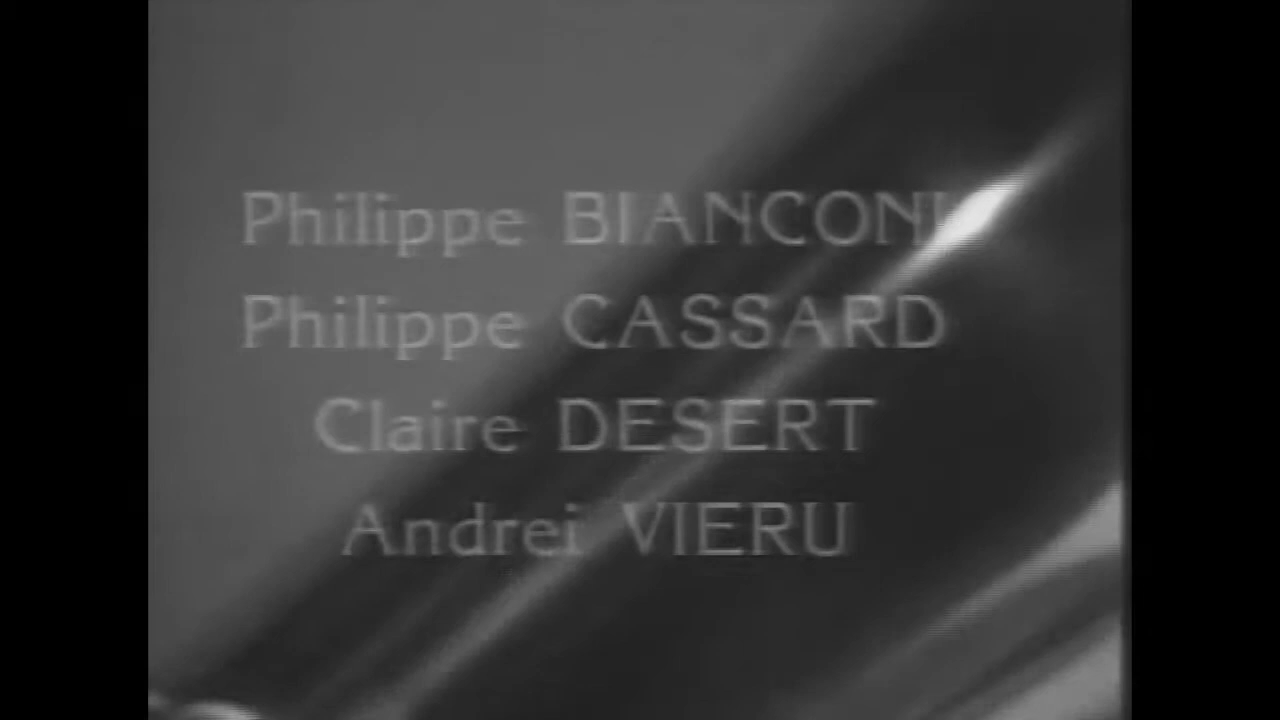 Philippe BIANCONI
Philippe CASSARD
Claire DESERT
Andrei VIERU